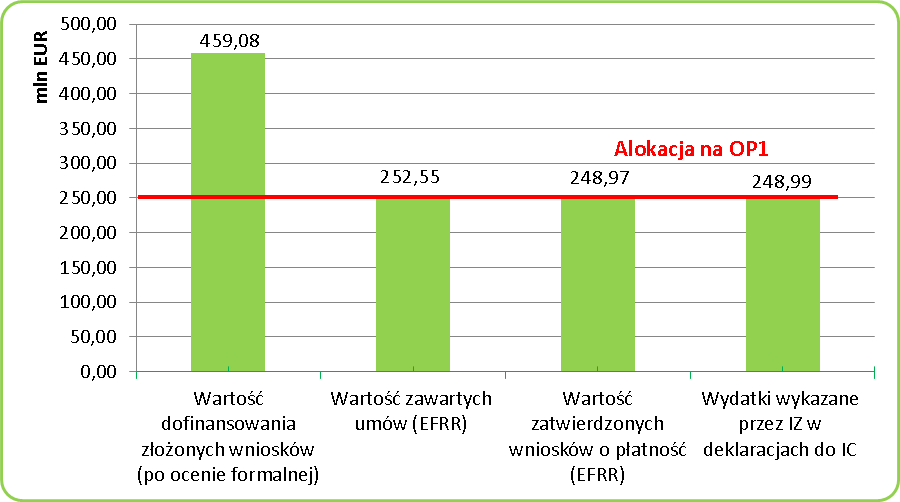 mln EUR
500,00
450,00
400,00
350,00
300,00
250,00
200,00
150,00
100,00
50,00
0,00
459,08
252,55
248,97
248,99
Alokacja na OP1
Wartość
dofinansowania
złożonych wniosków
(po ocenie formalnej)
Wartość zawartych
umów (EFRR)
Wartość
zatwierdzonych
wniosków o płatność
(EFRR)
Wydatki wykazane
przez IZ w
deklaracjach do IC